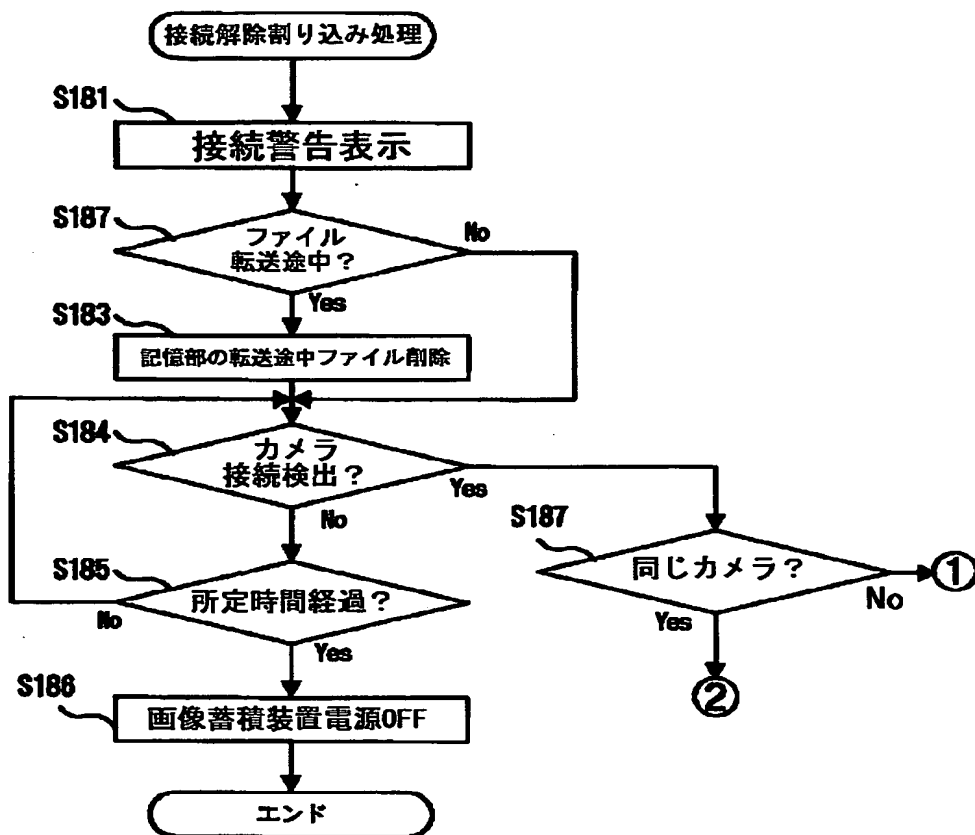 接続解除割り込み処理
S181
接続警告表示
S187
ファイル
転送途中?
No
Yes
S183
記憶部の転送途中ファイル削除
S184
カメラ
接続検出?
Yes
No
S187
同じカメラ?
No
①
Yes
②
S185
所定時間経過?
No
Yes
S186
画像蓄積装置電源OFF
エンド